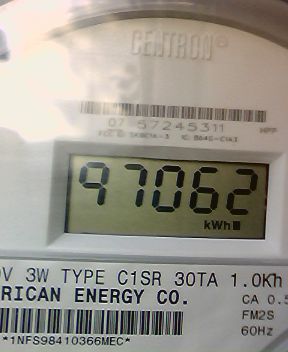 CENTRON®
07 57245311
97062
kWh
V 3W TYPE C1SR 30TA 1.0Kh
RICAN ENERGY CO.
CA 0.5
FM2S
60Hz
*1NFS98410366MEC*